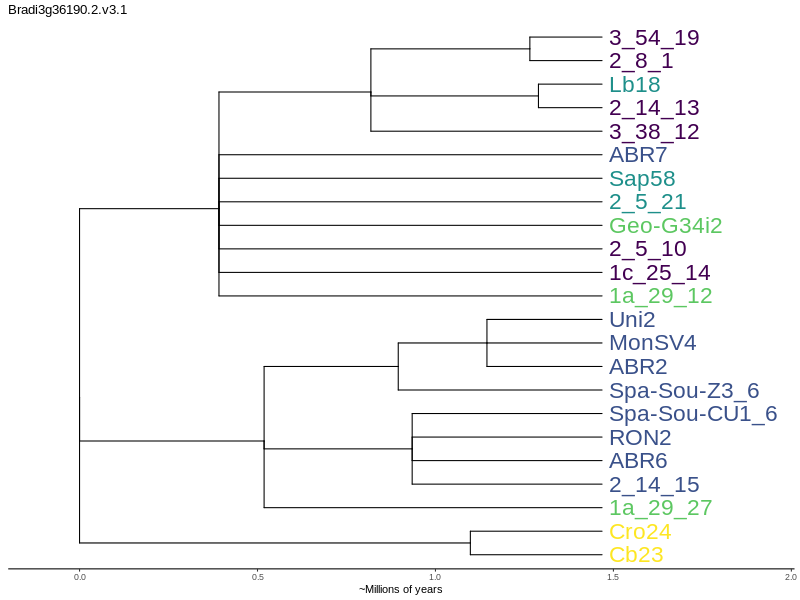 Bradi3g36190.2.v3.1
3_54_19
2_8_1
Lb18
2_14_13
3_38_12
ABR7
Sap58
2_5_21
Geo-G34i2
2_5_10
1c_25_14
1a_29_12
Uni2
MonSV4
ABR2
Spa-Sou-Z3_6
Spa-Sou-CU1_6
RON2
ABR6
2_14_15
1a_29_27
Cro24
Cb23
0.0 0.5 1.0 1.5 2.0
~Millions of years